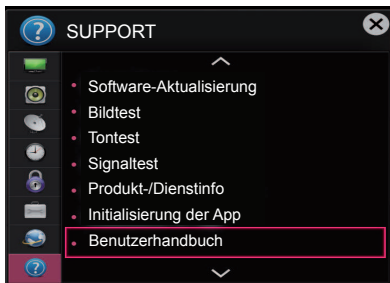 SUPPORT
Software-Aktualisierung
Bildtest
Tontest
Signaltest
Produkt-/Dienstinfo
Initialisierung der App
Benutzerhandbuch